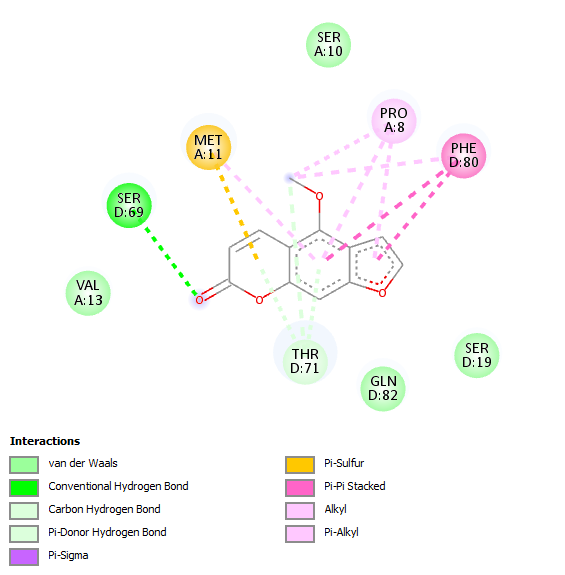 SER
A:10
PRO
A:8
MET
A:11
PHE
D:80
SER
D:69
O
VAL
A:13
O
O
O
THR
D:71
SER
D:19
GLN
D:82
Interactions
van der Waals
Conventional Hydrogen Bond
Carbon Hydrogen Bond
Pi-Donor Hydrogen Bond
Pi-Sigma
Pi-Sulfur
Pi-Pi Stacked
Alkyl
Pi-Alkyl